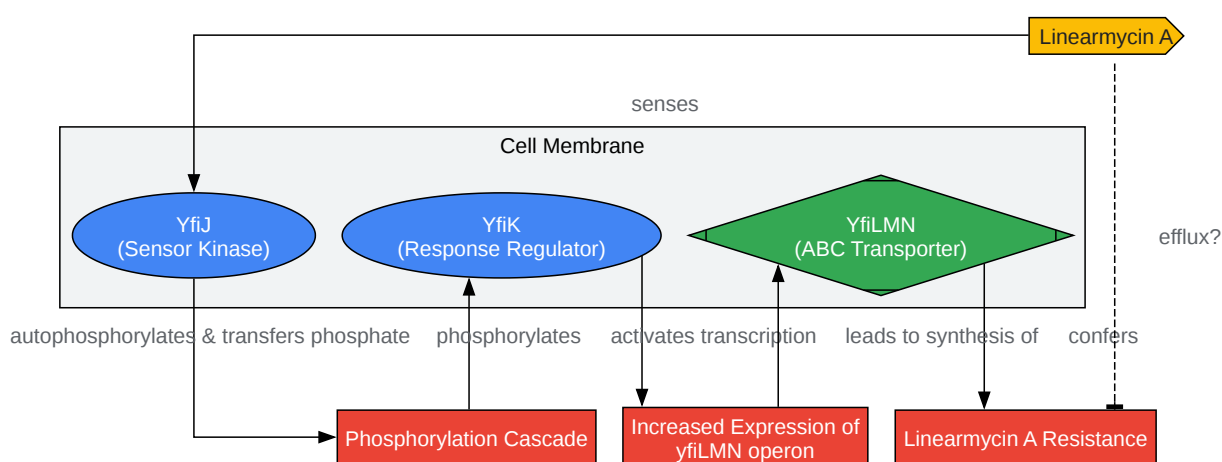 Linearmycin A
senses
Cell Membrane
YfiJ
(Sensor Kinase)
YfiK
(Response Regulator)
YfiLMN
(ABC Transporter)
efflux?
autophosphorylates & transfers phosphate
phosphorylates
activates transcription
leads to synthesis of
confers
Phosphorylation Cascade
Increased Expression of
yfiLMN operon
Linearmycin A Resistance